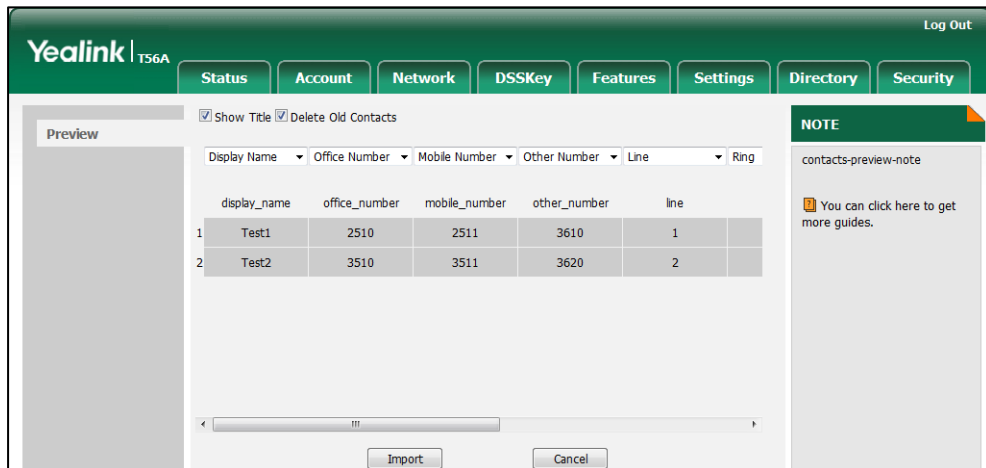 Log Out
Yealink T56A
Status Account Network DSSKey Features Settings Directory Security
Preview
Show Title Delete Old Contacts
Display Name Office Number Mobile Number Other Number Line Ring
display_name office_number mobile_number other_number line
1 Test1 2510 2511 3610 1
2 Test2 3510 3511 3620 2
Import Cancel
NOTE
contacts-preview-note
You can click here to get
more guides.